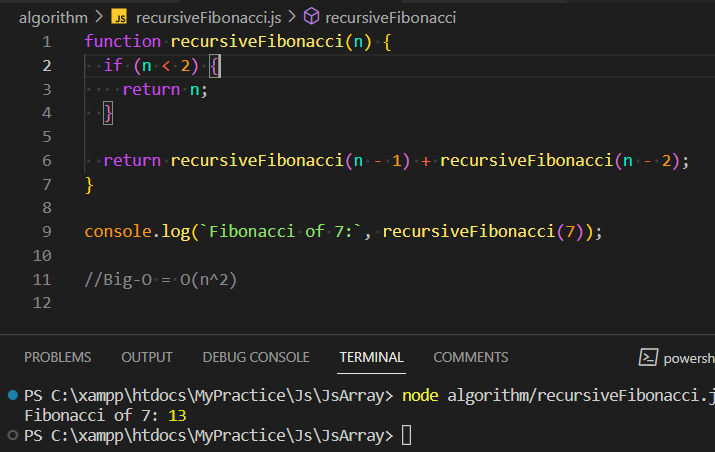 algorithm > JS recursiveFibonacci.js > recursiveFibonacci
1 function recursiveFibonacci(n) {
2 if (n < 2) {
3 return n;
4 }
5
6 return recursiveFibonacci(n - 1) + recursiveFibonacci(n - 2);
7 }
8
9 console.log(`Fibonacci of 7:`, recursiveFibonacci(7));
10
11 //Big-O = O(n^2)
12
PROBLEMS OUTPUT DEBUG CONSOLE TERMINAL COMMENTS powersh
PS C:\xampp\htdocs\MyPractice\Js\JsArray> node algorithm/recursiveFibonacci.j
Fibonacci of 7: 13
PS C:\xampp\htdocs\MyPractice\Js\JsArray>